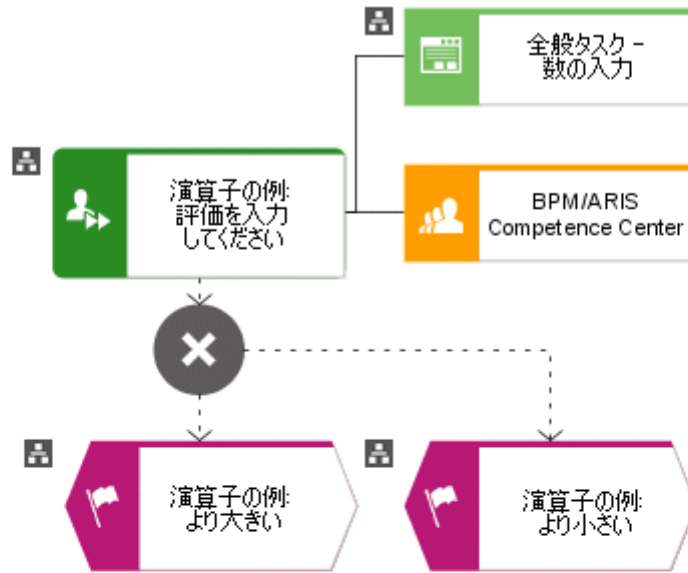 全般タスク -
数の入力
演算子の例:
評価を入力
してください
BPM/ARIS
Competence Center
演算子の例:
より大きい
演算子の例:
より小さい